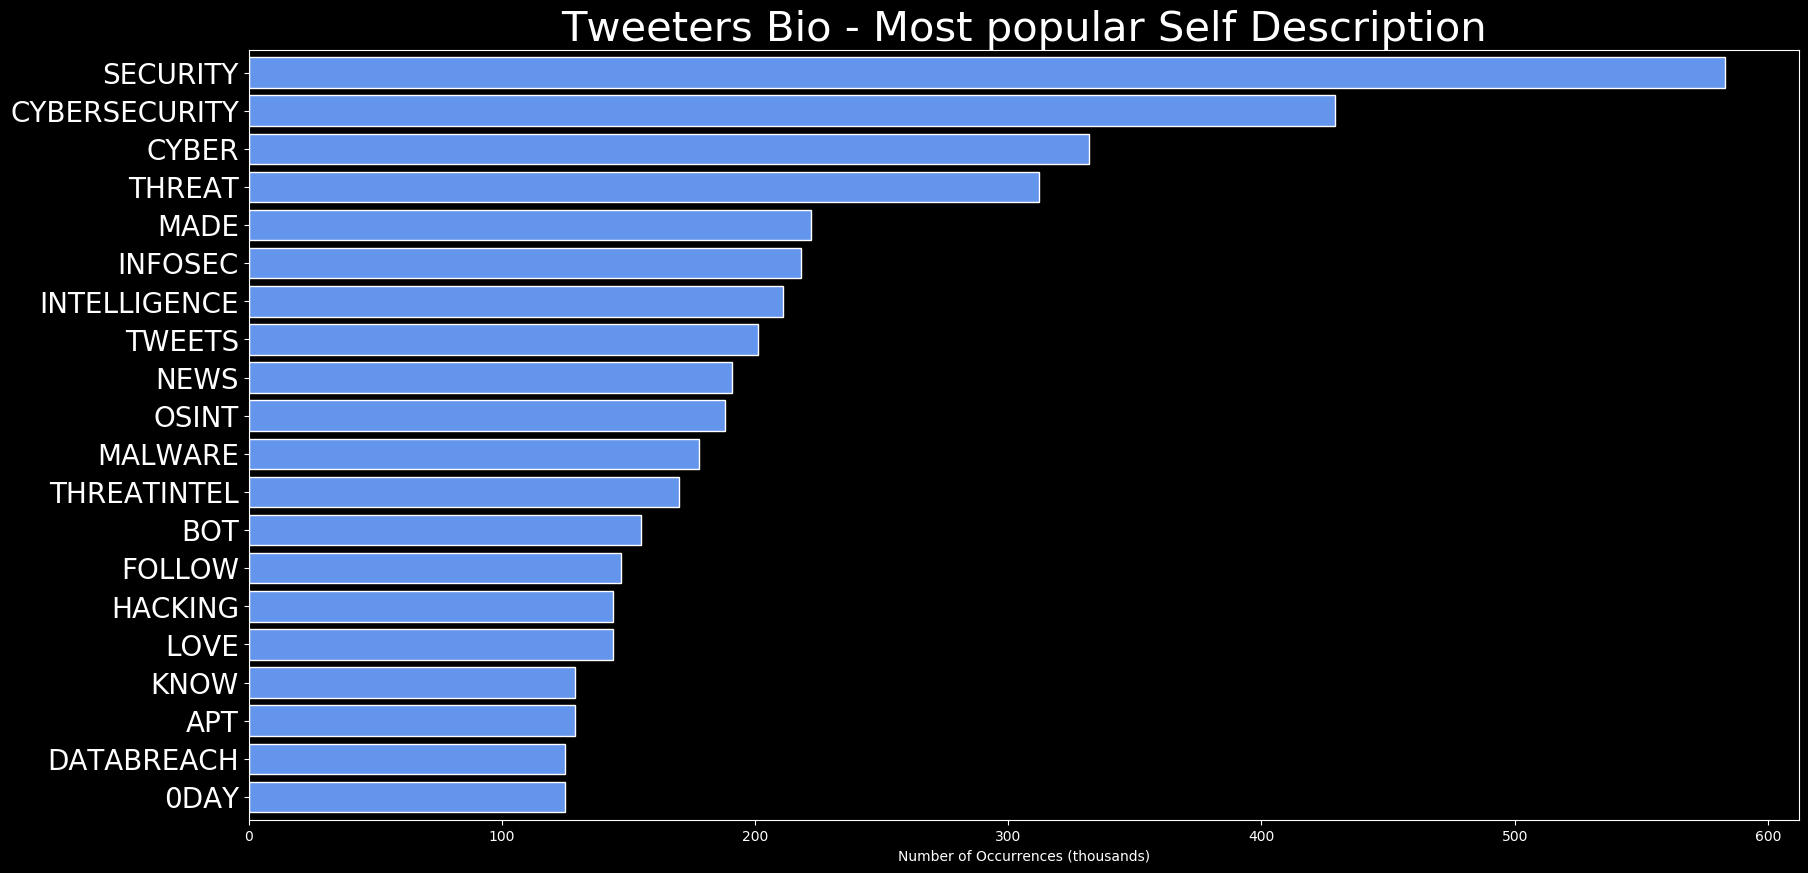 Tweeters Bio - Most popular Self Description
SECURITY
CYBERSECURITY
CYBER
THREAT
MADE
INFOSEC
INTELLIGENCE
TWEETS
NEWS
OSINT
MALWARE
THREATINTEL
BOT
FOLLOW
HACKING
LOVE
KNOW
APT
DATABREACH
0DAY
0 100 200 300 400 500 600
Number of Occurrences (thousands)